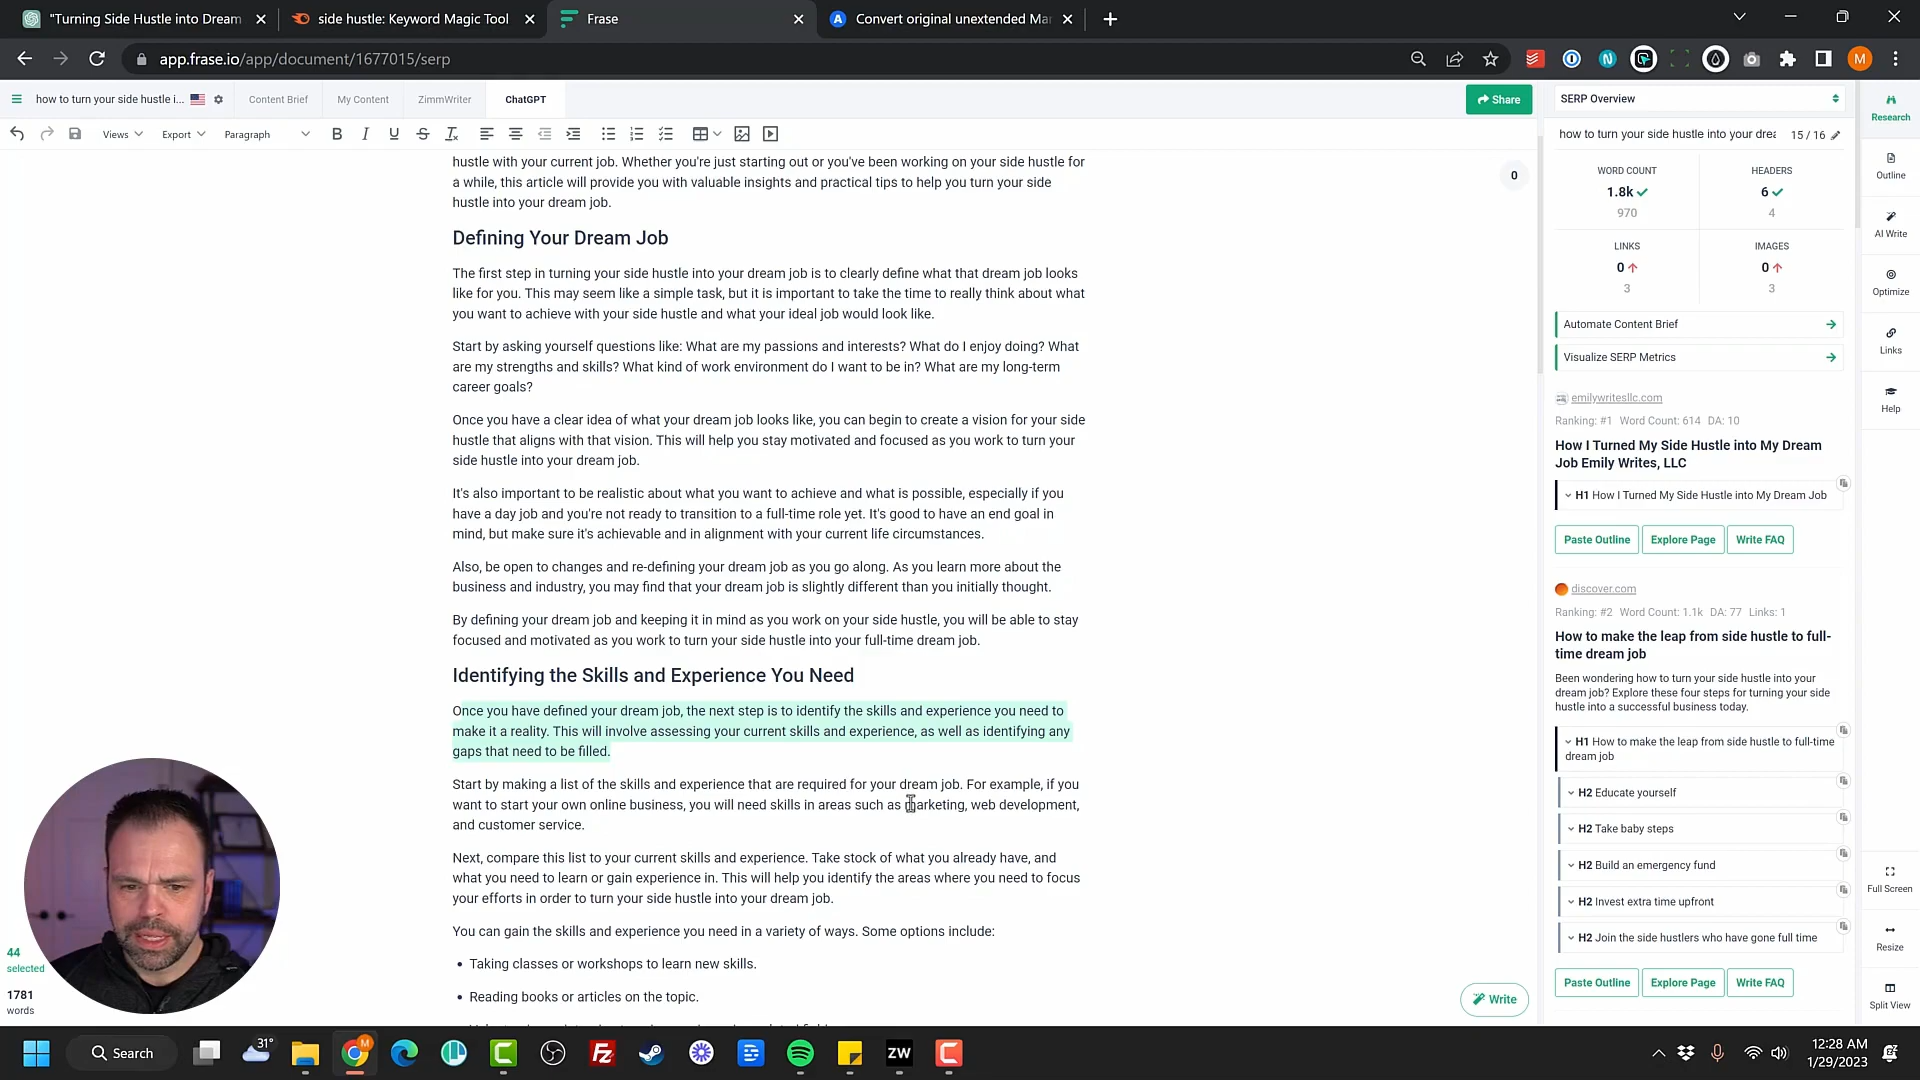 "Turning Side Hustle into Dream
side hustle: Keyword Magic Tool
Frase
Convert original unextended Ma
app.frase.io/app/document/1677015/serp
how to turn your side hustle i...
Content Brief
My Content
ZimmWriter
ChatGPT
Share
Views
Export
Paragraph
B
I
U
hustle with your current job. Whether you're just starting out or you've been working on your side hustle for
a while, this article will provide you with valuable insights and practical tips to help you turn your side
hustle into your dream job.
0
Defining Your Dream Job
The first step in turning your side hustle into your dream job is to clearly define what that dream job looks
like for you. This may seem like a simple task, but it is important to take the time to really think about what
you want to achieve with your side hustle and what your ideal job would look like.
Start by asking yourself questions like: What are my passions and interests? What do I enjoy doing? What
are my strengths and skills? What kind of work environment do I want to be in? What are my long-term
career goals?
Once you have a clear idea of what your dream job looks like, you can begin to create a vision for your side
hustle that aligns with that vision. This will help you stay motivated and focused as you work to turn your
side hustle into your dream job.
It's also important to be realistic about what you want to achieve and what is possible, especially if you
have a day job and you're not ready to transition to a full-time role yet. It's good to have an end goal in
mind, but make sure it's achievable and in alignment with your current life circumstances.
Also, be open to changes and re-defining your dream job as you go along. As you learn more about the
business and industry, you may find that your dream job is slightly different than you initially thought.
By defining your dream job and keeping it in mind as you work on your side hustle, you will be able to stay
focused and motivated as you work to turn your side hustle into your full-time dream job.
Identifying the Skills and Experience You Need
Once you have defined your dream job, the next step is to identify the skills and experience you need to
make it a reality. This will involve assessing your current skills and experience, as well as identifying any
gaps that need to be filled.
Start by making a list of the skills and experience that are required for your dream job. For example, if you
want to start your own online business, you will need skills in areas such as marketing, web development,
and customer service.
Next, compare this list to your current skills and experience. Take stock of what you already have, and
what you need to learn or gain experience in. This will help you identify the areas where you need to focus
your efforts in order to turn your side hustle into your dream job.
You can gain the skills and experience you need in a variety of ways. Some options include:
• Taking classes or workshops to learn new skills.
• Reading books or articles on the topic.
44
selected
1781
words
Write
SERP Overview
how to turn your side hustle into your drea
15 / 16
WORD COUNT
1.8k
970
HEADERS
6
4
LINKS
0
3
IMAGES
0
3
Automate Content Brief
Visualize SERP Metrics
emilywritesllc.com
Ranking: #1 Word Count: 614 DA: 10
How I Turned My Side Hustle into My Dream
Job Emily Writes, LLC
H1 How I Turned My Side Hustle into My Dream Job
Paste Outline
Explore Page
Write FAQ
discover.com
Ranking: #2 Word Count: 1.1k DA: 77 Links: 1
How to make the leap from side hustle to full-
time dream job
Been wondering how to turn your side hustle into your
dream job? Explore these four steps for turning your side
hustle into a successful business today.
H1 How to make the leap from side hustle to full-time
dream job
H2 Educate yourself
H2 Take baby steps
H2 Build an emergency fund
H2 Invest extra time upfront
H2 Join the side hustlers who have gone full time
Paste Outline
Explore Page
Write FAQ
Research
Outline
AI Write
Optimize
Links
Help
Full Screen
Resize
Split View
Search
31°
M
ZW
12:28 AM
1/29/2023